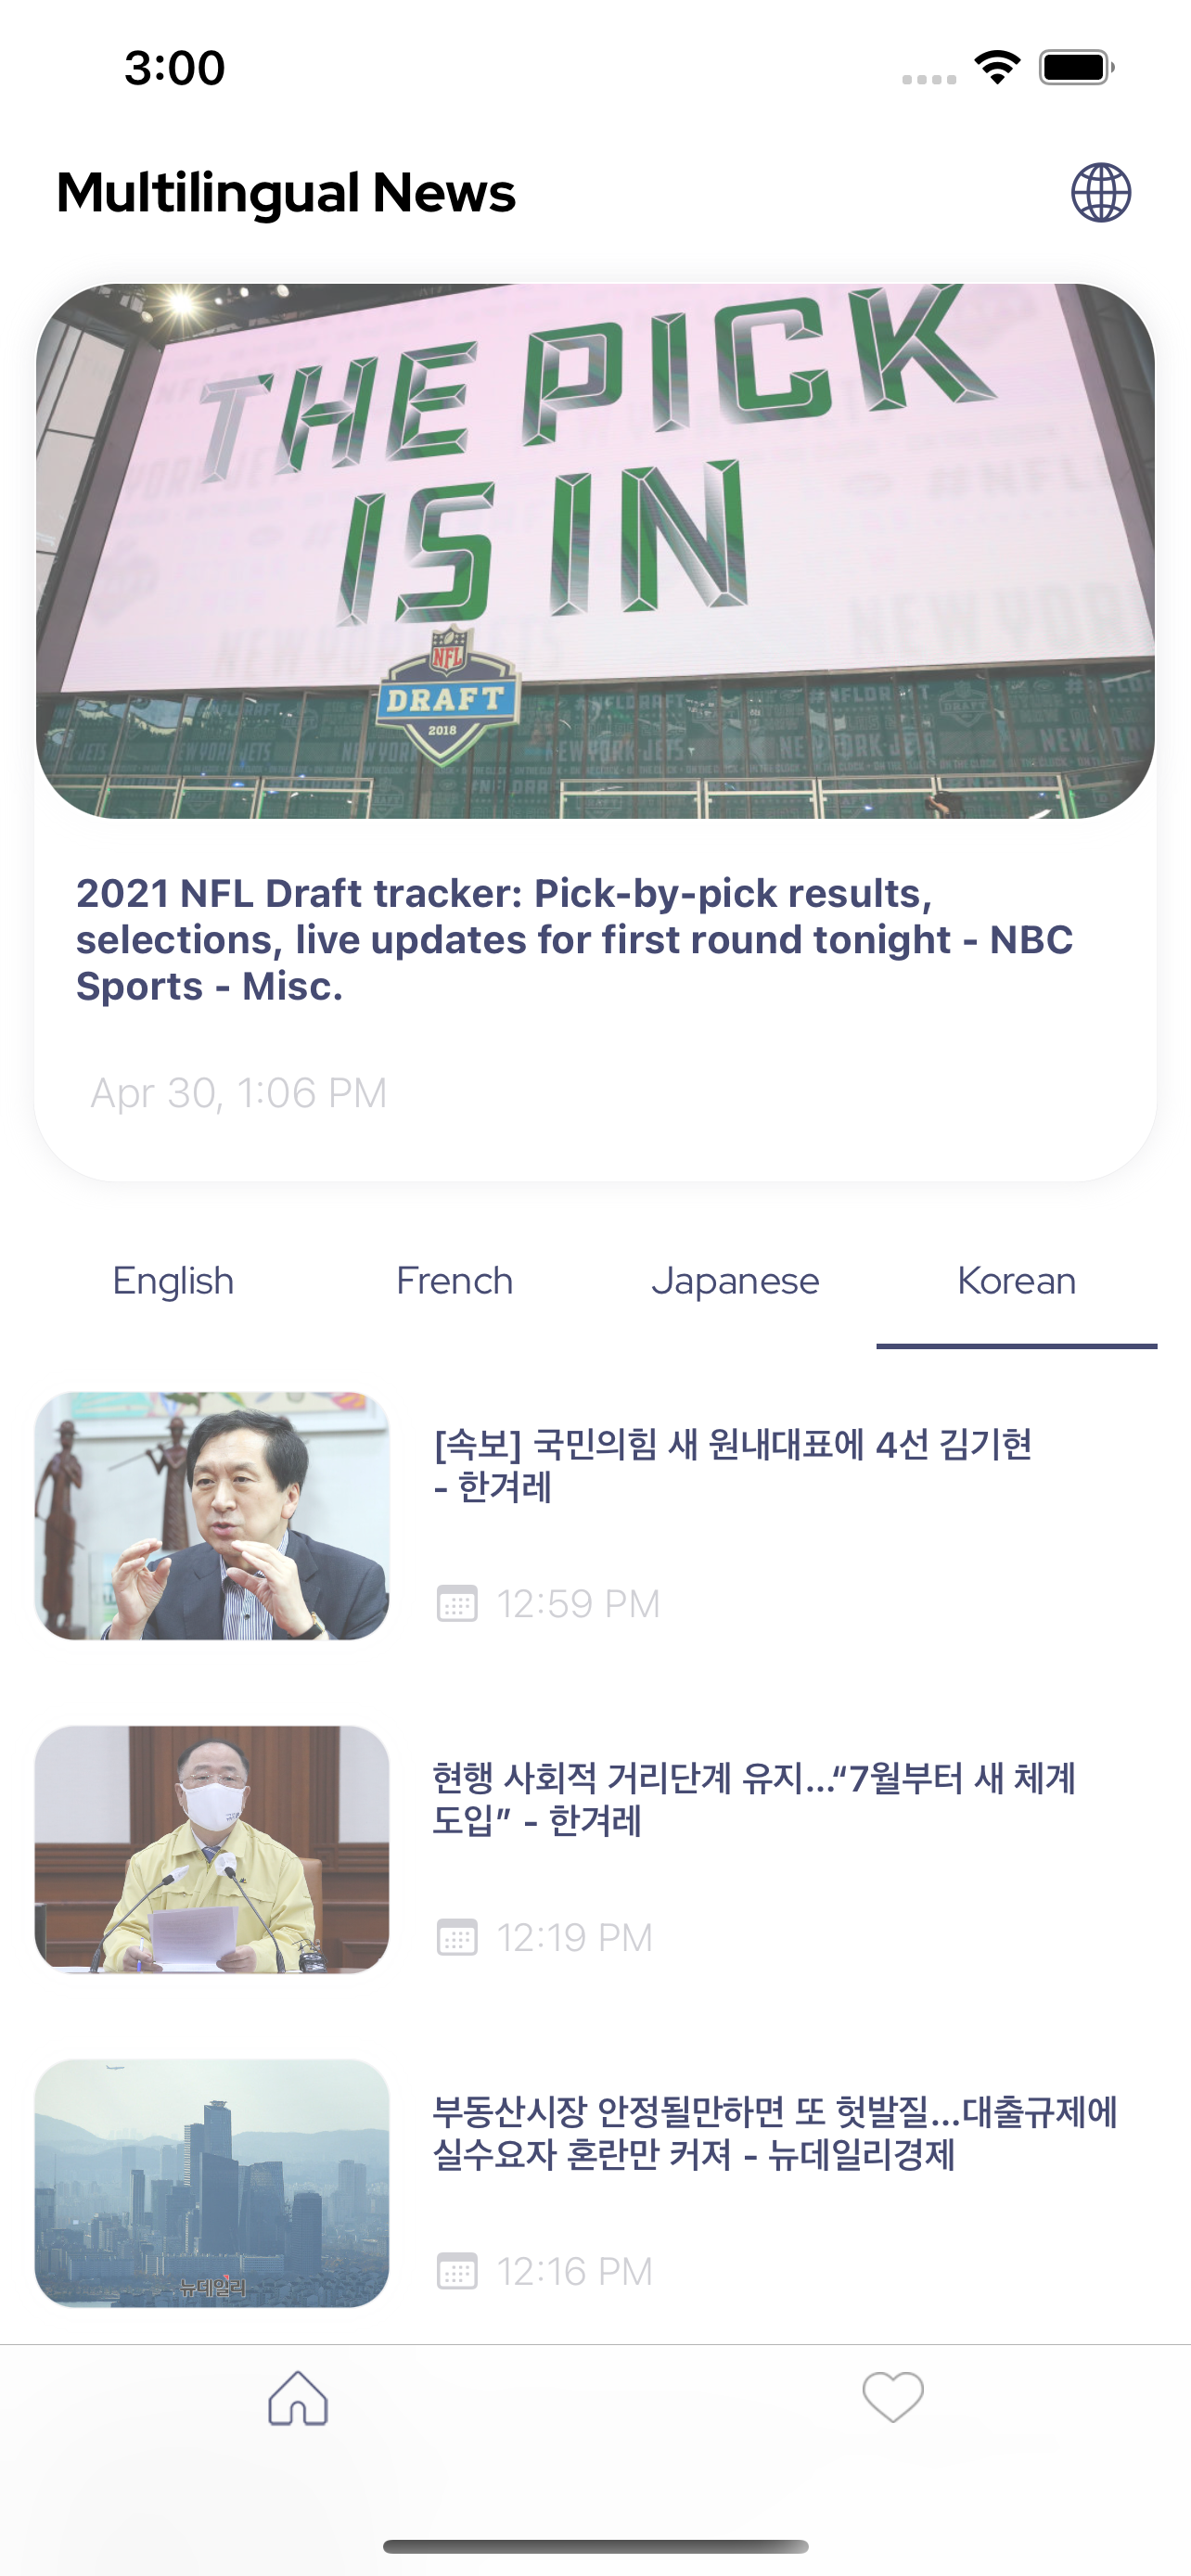 3:00
Multilingual News
THE PICK
IS IN
NFL
DRAFT
2018
2021 NFL Draft tracker: Pick-by-pick results,
selections, live updates for first round tonight - NBC
Sports - Misc.
Apr 30, 1:06 PM
English French Japanese Korean
[속보] 국민의힘 새 원내대표에 4선 김기현
- 한겨레
12:59 PM
현행 사회적 거리단계 유지...“7월부터 새 체계
도입” - 한겨레
12:19 PM
부동산시장 안정될만하면 또 헛발질...대출규제에
실수요자 혼란만 커져 - 뉴데일리경제
뉴데일리
12:16 PM